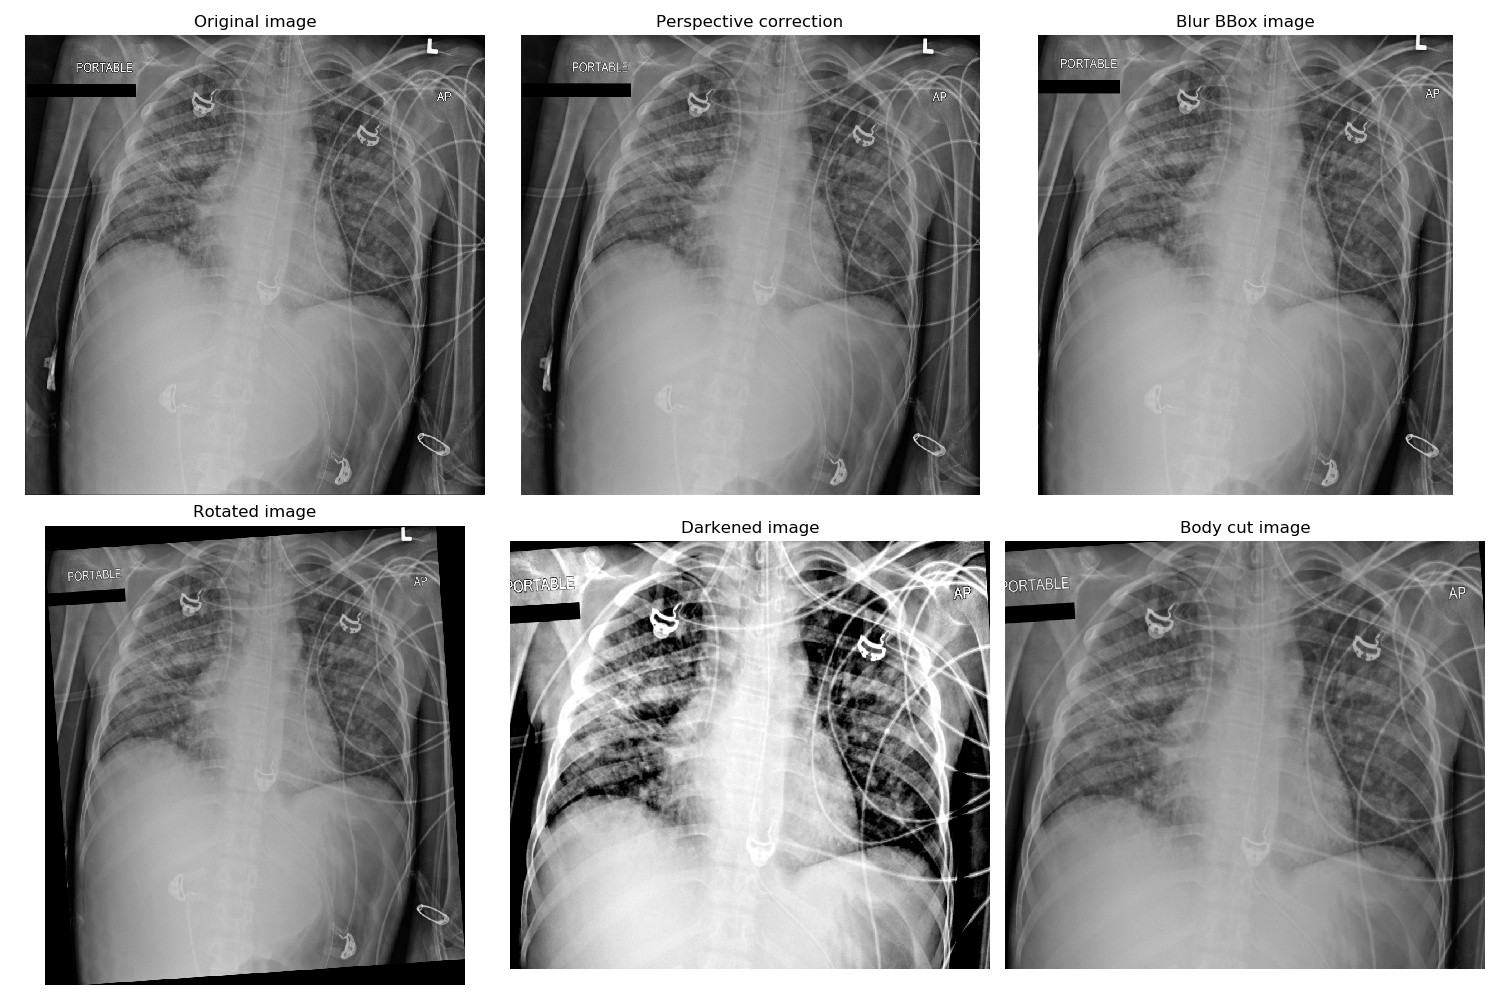 Original image
L
PORTABLE
AP
Perspective correction
L
PORTABLE
AP
Blur BBox image
L
PORTABLE
AP
Rotated image
L
PORTABLE
AP
Darkened image
PORTABLE
AP
Body cut image
PORTABLE
AP